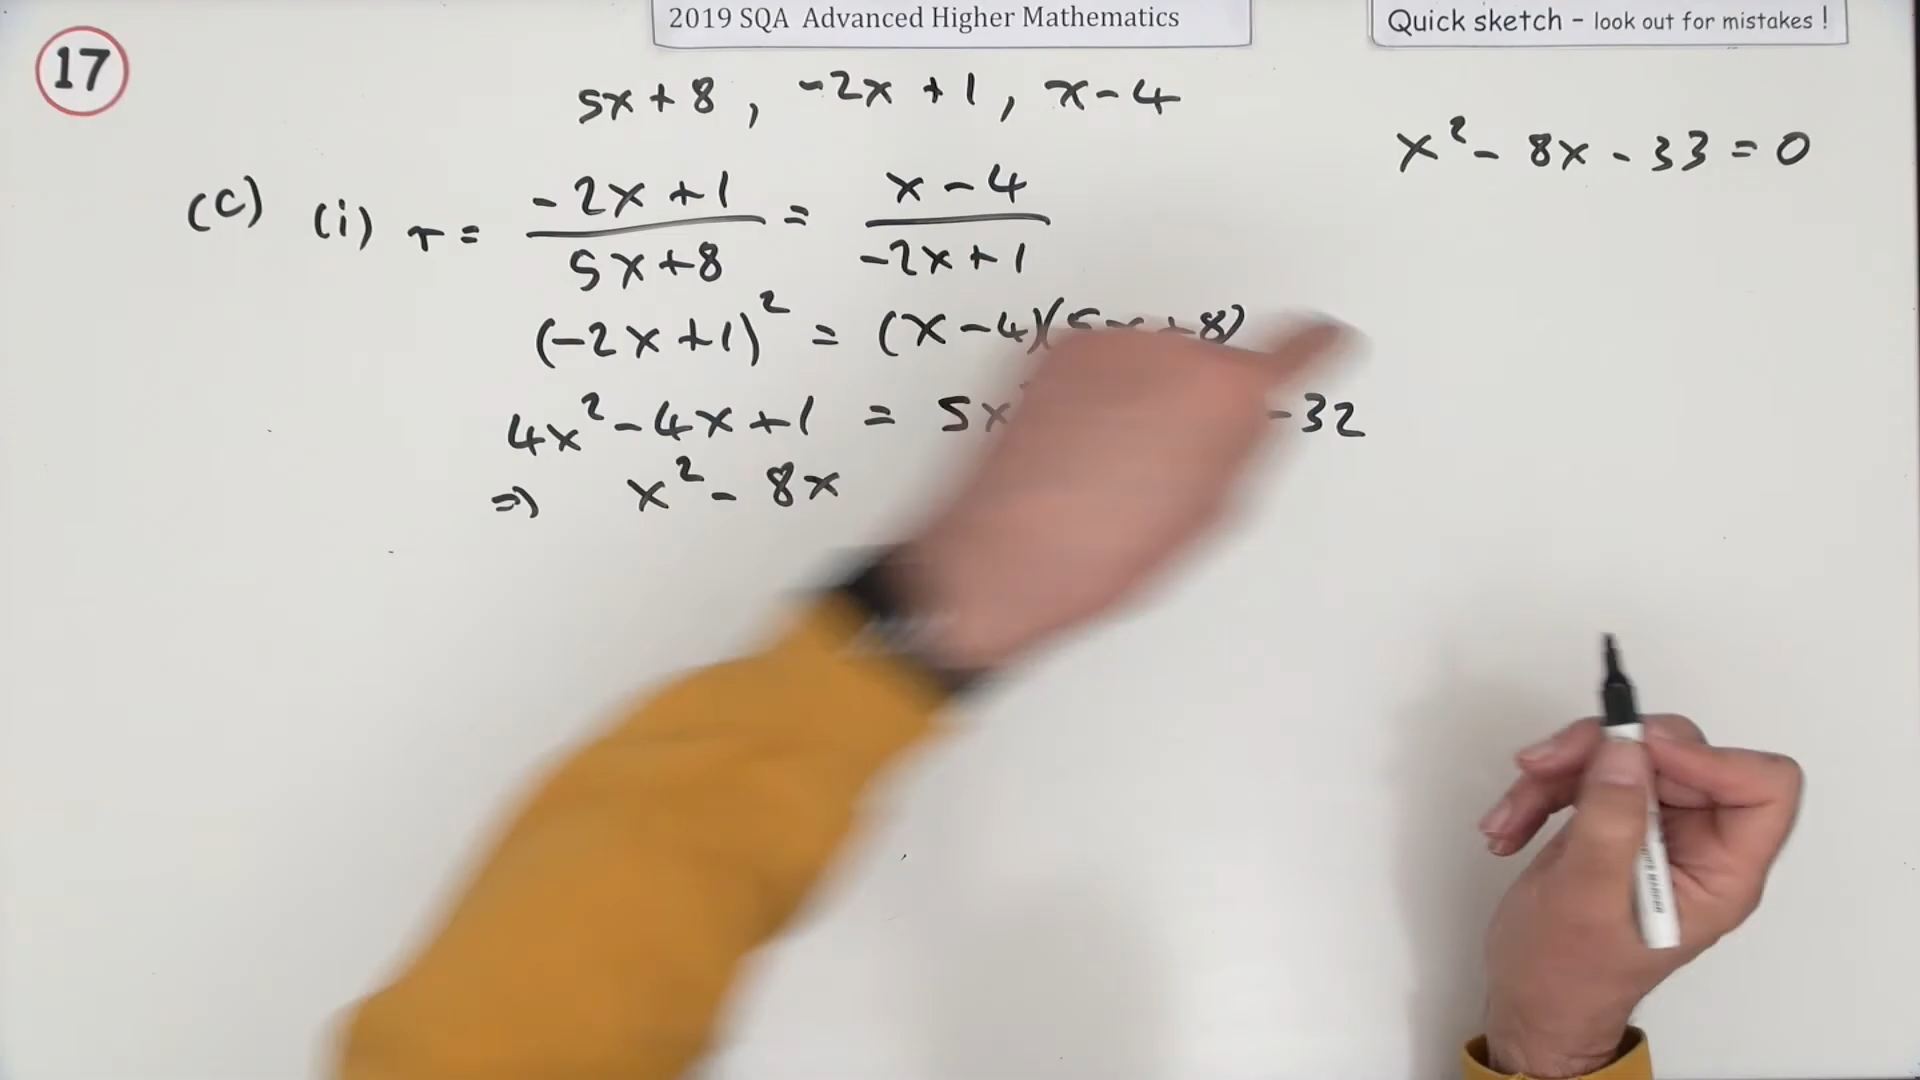 2019 SQA Advanced Higher Mathematics
Quick sketch - look out for mistakes !
17
5x + 8 , -2x + 1 , x - 4
x² - 8x - 33 = 0
(c) (i) r = (-2x + 1)/(5x + 8) = (x - 4)/(-2x + 1)
(-2x + 1)² = (x - 4)( + 8)
4x² - 4x + 1 = 5x - 32
⇒ x² - 8x